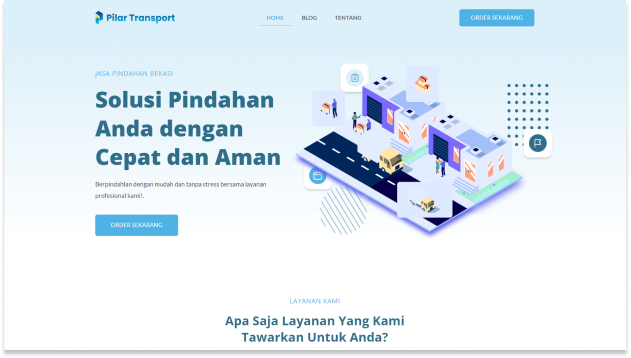 Pilar Transport
HOME BLOG TENTANG
ORDER SEKARANG
JASA PINDAHAN BEKASI
Solusi Pindahan
Anda dengan
Cepat dan Aman
Berpindahlan dengan mudah dan tanpa stress bersama layanan
profesional kami!.
ORDER SEKARANG
LAYANAN KAMI
Apa Saja Layanan Yang Kami
Tawarkan Untuk Anda?